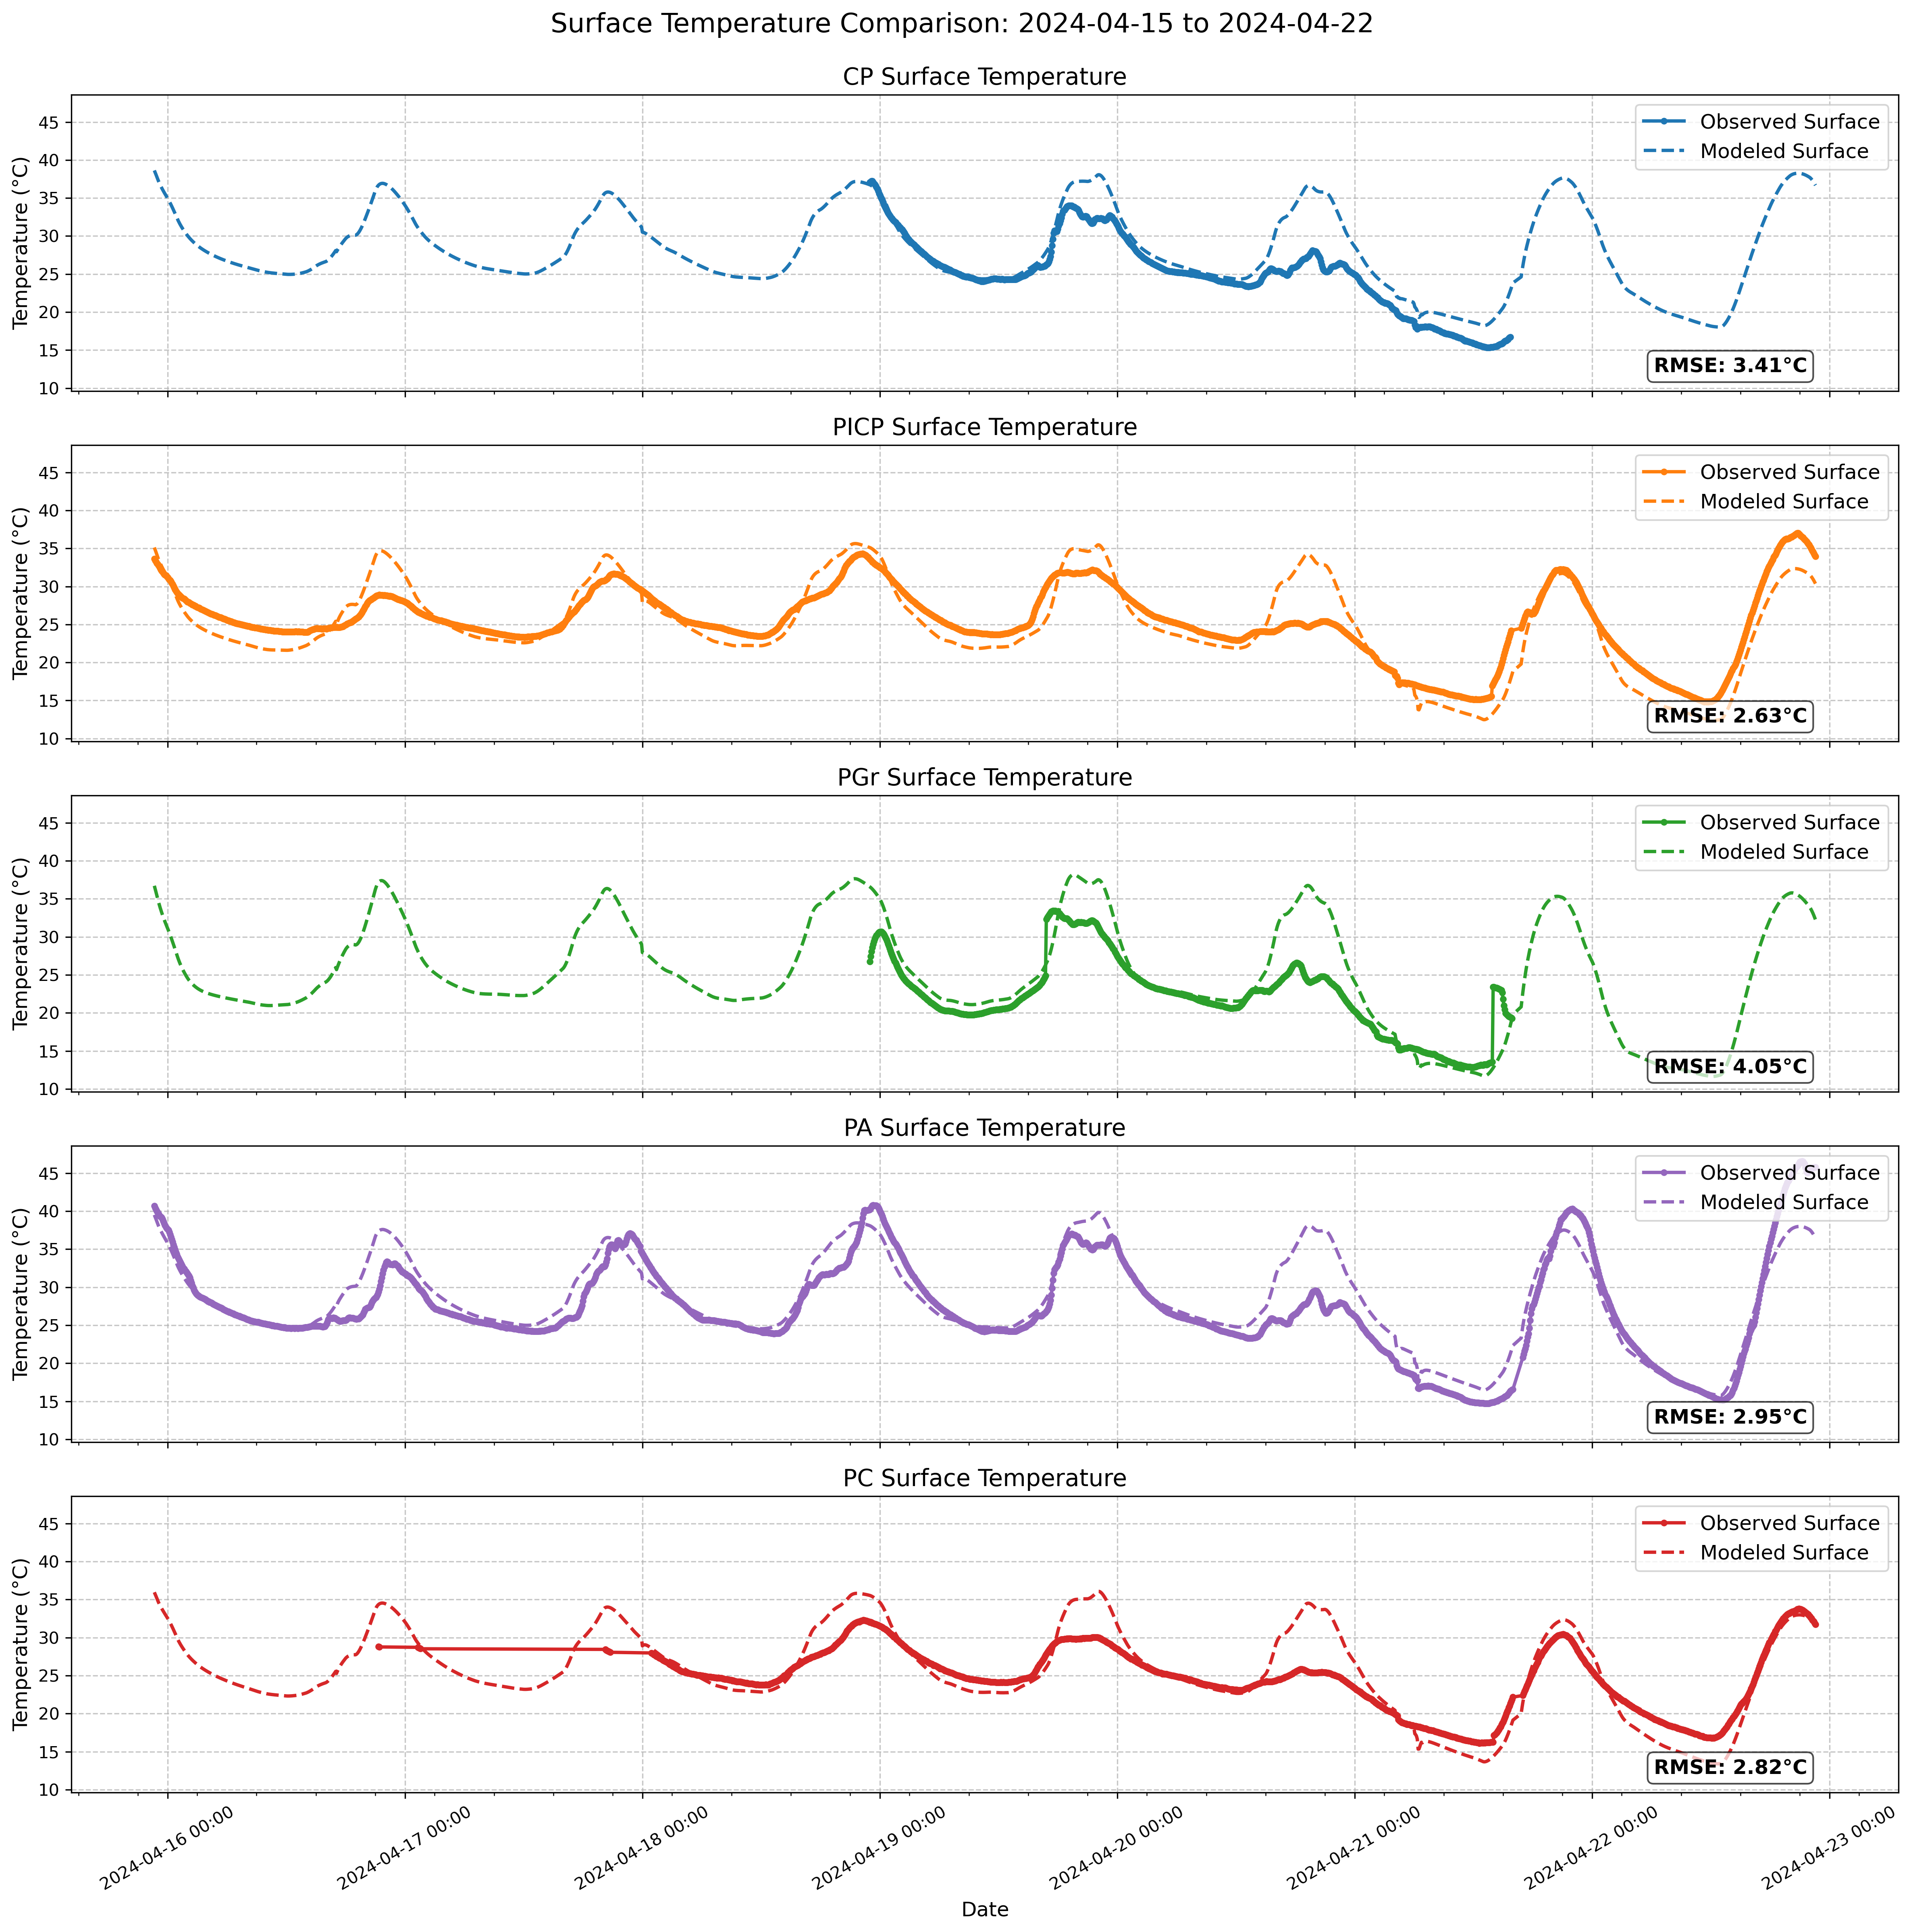 Surface Temperature Comparison: 2024-04-15 to 2024-04-22
CP Surface Temperature
Temperature (°C)
45
40
35
30
25
20
15
10
Observed Surface
Modeled Surface
RMSE: 3.41°C
PICP Surface Temperature
Temperature (°C)
45
40
35
30
25
20
15
10
Observed Surface
Modeled Surface
RMSE: 2.63°C
PGr Surface Temperature
Temperature (°C)
45
40
35
30
25
20
15
10
Observed Surface
Modeled Surface
RMSE: 4.05°C
PA Surface Temperature
Temperature (°C)
45
40
35
30
25
20
15
10
Observed Surface
Modeled Surface
RMSE: 2.95°C
PC Surface Temperature
Temperature (°C)
45
40
35
30
25
20
15
10
Observed Surface
Modeled Surface
RMSE: 2.82°C
2024-04-16 00:00
2024-04-17 00:00
2024-04-18 00:00
2024-04-19 00:00
2024-04-20 00:00
2024-04-21 00:00
2024-04-22 00:00
2024-04-23 00:00
Date